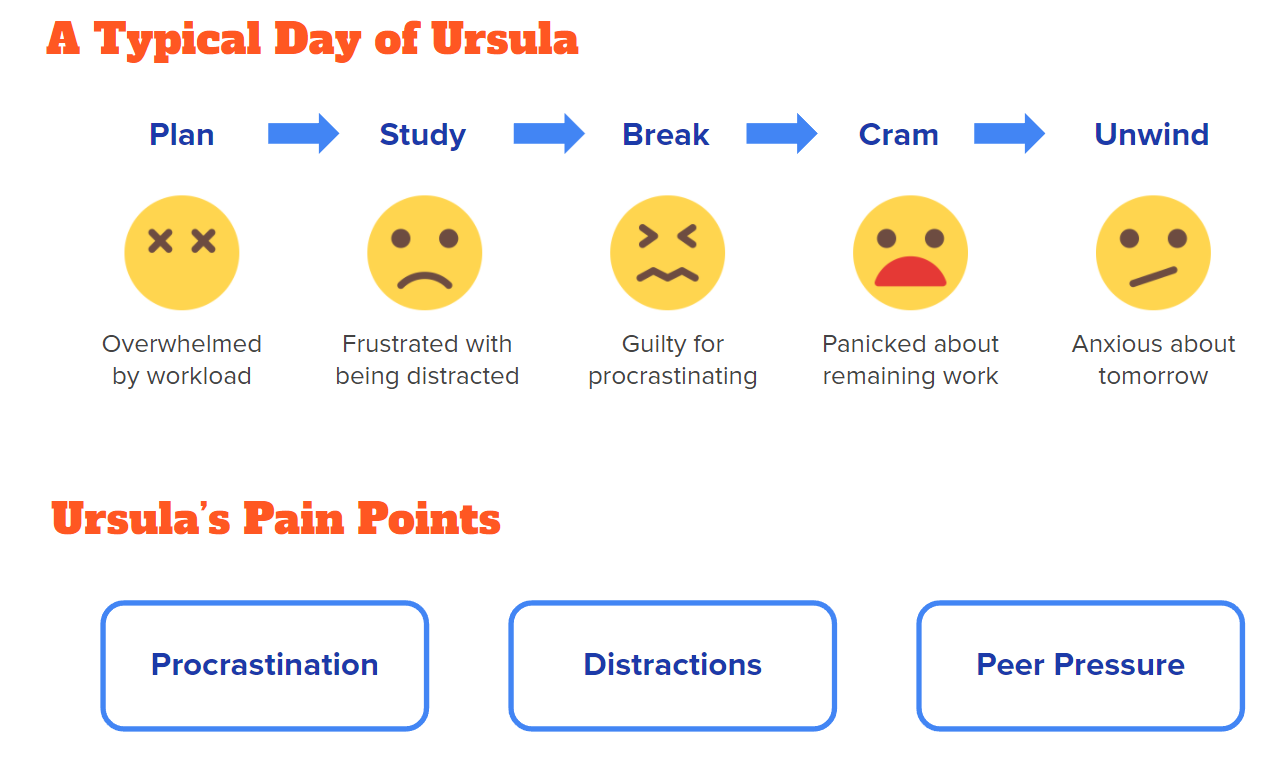 A Typical Day of Ursula
Plan
Study
Break
Cram
Unwind
Overwhelmed
by workload
Frustrated with
being distracted
Guilty for
procrastinating
Panicked about
remaining work
Anxious about
tomorrow
Ursula's Pain Points
Procrastination
Distractions
Peer Pressure